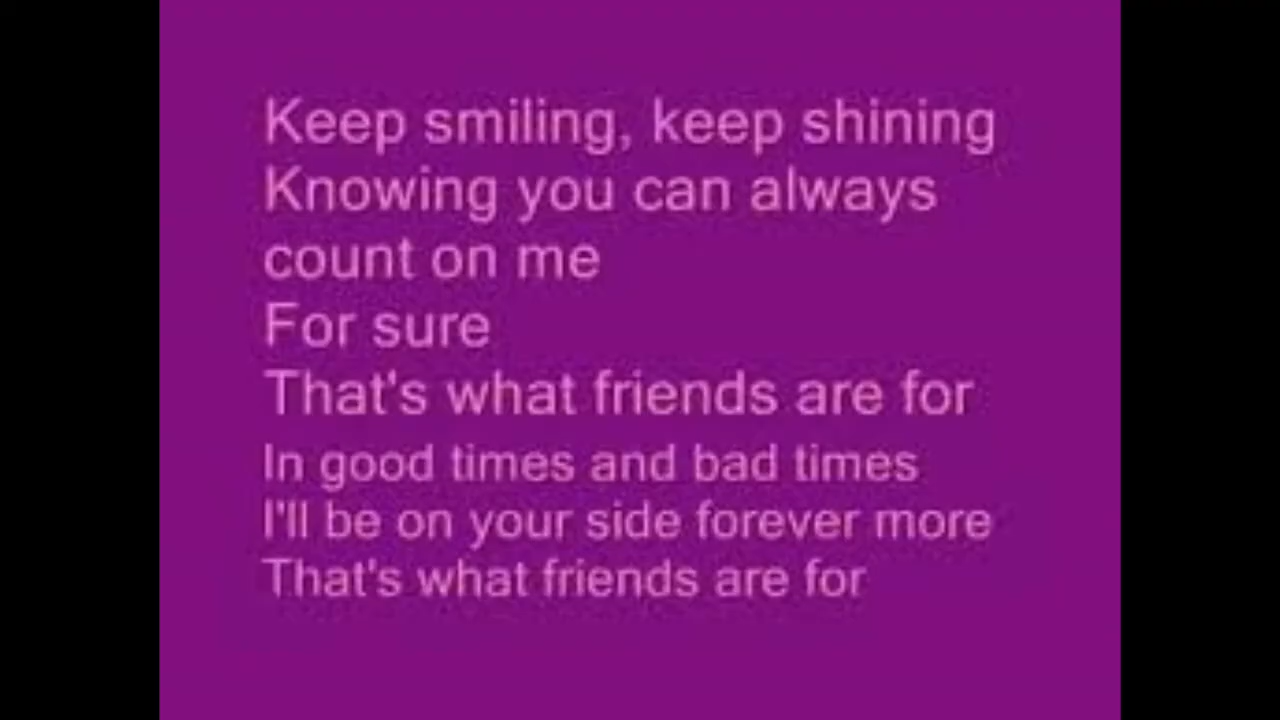 Keep smiling, keep shining
Knowing you can always
count on me
For sure
That's what friends are for
In good times and bad times
I'll be on your side forever more
That's what friends are for